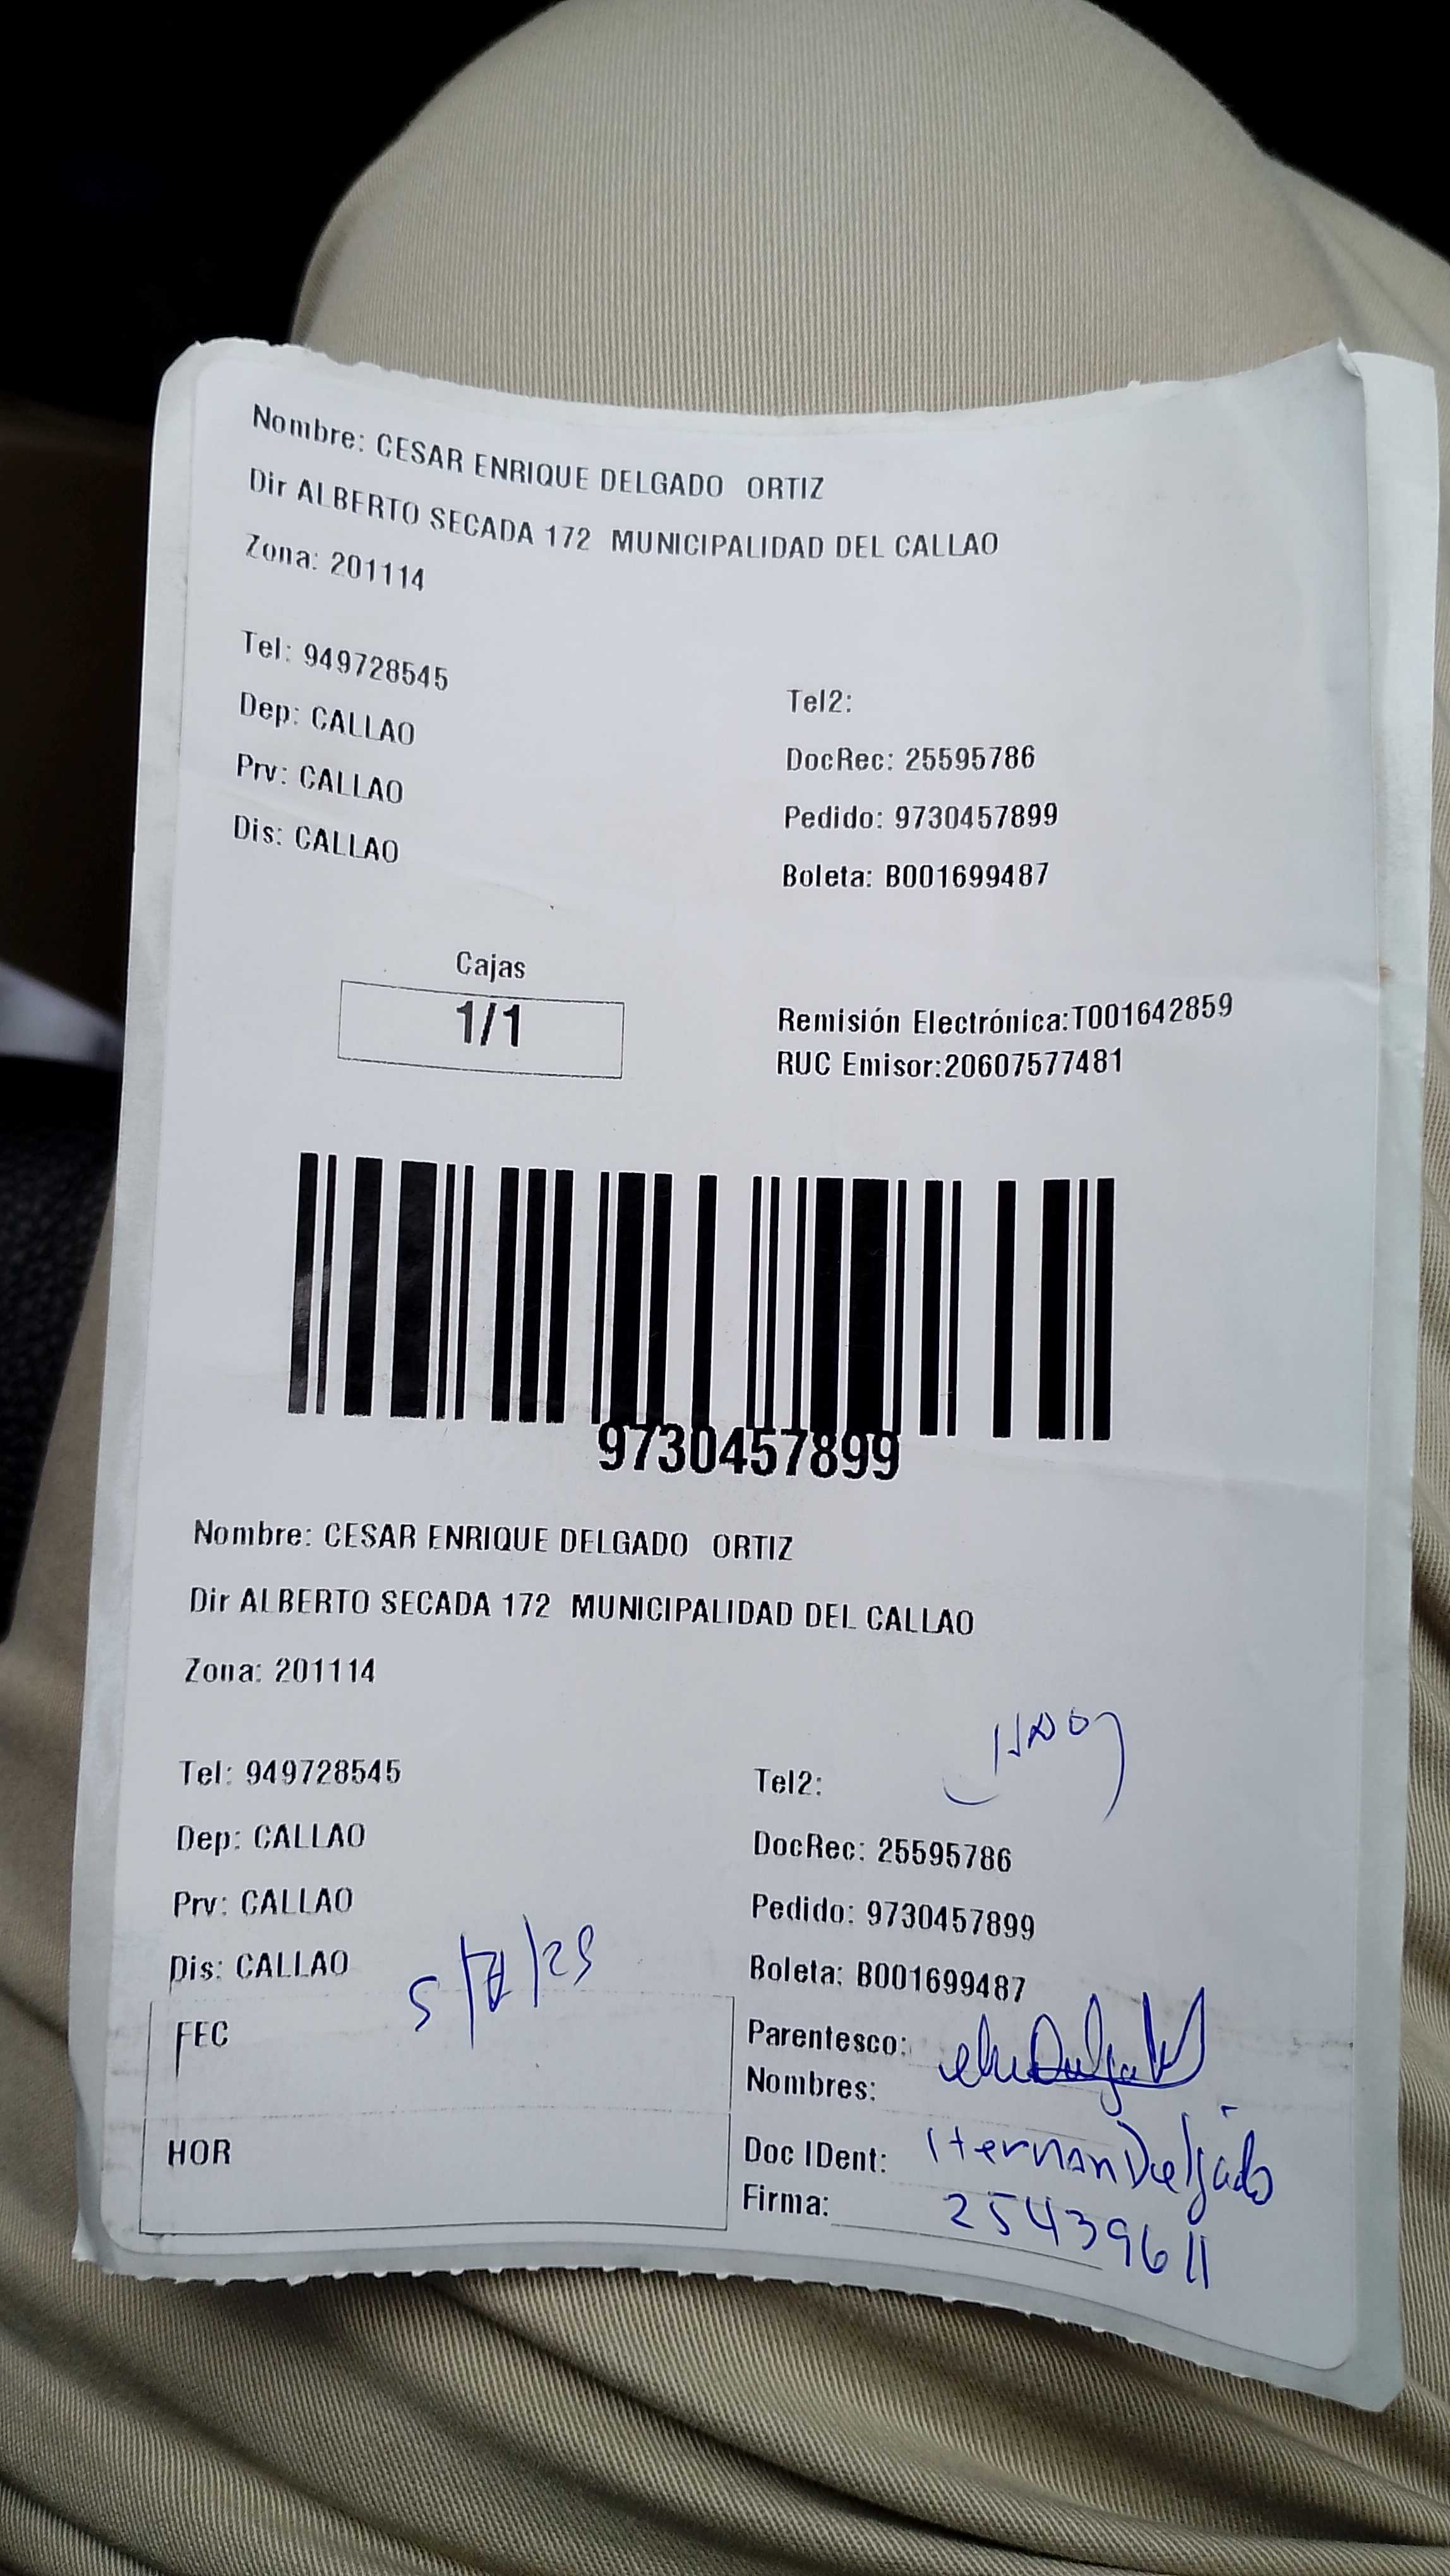 Nombre: CESAR ENRIQUE DELGADO ORTIZ
Dir ALBERTO SECADA 172 MUNICIPALIDAD DEL CALLAO
Zona: 201114
Tel: 949728545
Tel2:
Dep: CALLAO
DocRec: 25595786
Prv: CALLAO
Pedido: 9730457899
Dis: CALLAO
Boleta: B001699487
Cajas
1/1
Remisión Electrónica:T001642859
RUC Emisor:20607577481
9730457899
Nombre: CESAR ENRIQUE DELGADO ORTIZ
Dir ALBERTO SECADA 172 MUNICIPALIDAD DEL CALLAO
Zona: 201114
Tel: 949728545
Tel2:
Dep: CALLAO
DocRec: 25595786
Prv: CALLAO
Pedido: 9730457899
Dis: CALLAO
Boleta: B001699487
FEC
Parentesco:
Nombres:
HOR
Doc IDent: Hernan Delgado
Firma: 25439611